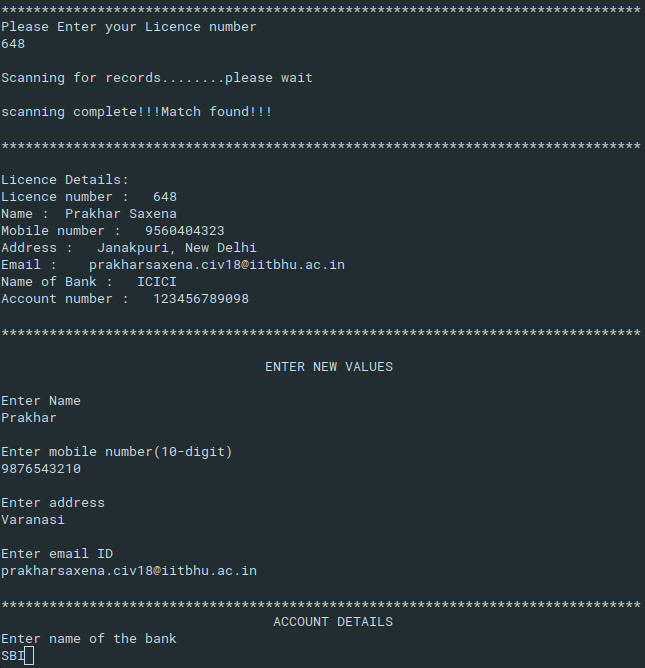 ********************************************************************************
Please Enter your Licence number
648
Scanning for records........please wait
scanning complete!!!Match found!!!
********************************************************************************
Licence Details:
Licence number :   648
Name :  Prakhar Saxena
Mobile number :   9560404323
Address :   Janakpuri, New Delhi
Email :    prakharsaxena.civ18@iitbhu.ac.in
Name of Bank :   ICICI
Account number :   123456789098
********************************************************************************
ENTER NEW VALUES
Enter Name
Prakhar
Enter mobile number(10-digit)
9876543210
Enter address
Varanasi
Enter email ID
prakharsaxena.civ18@iitbhu.ac.in
********************************************************************************
ACCOUNT DETAILS
Enter name of the bank
SBI